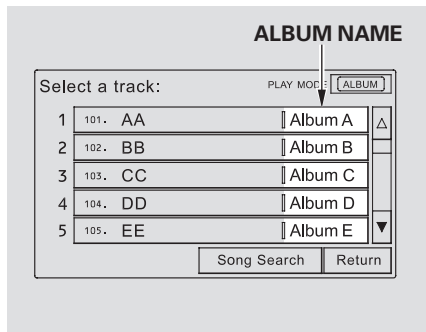 ALBUM NAME
Select a track: PLAY MODE ALBUM
1 101. AA Album A
2 102. BB Album B
3 103. CC Album C
4 104. DD Album D
5 105. EE Album E
Song Search Return